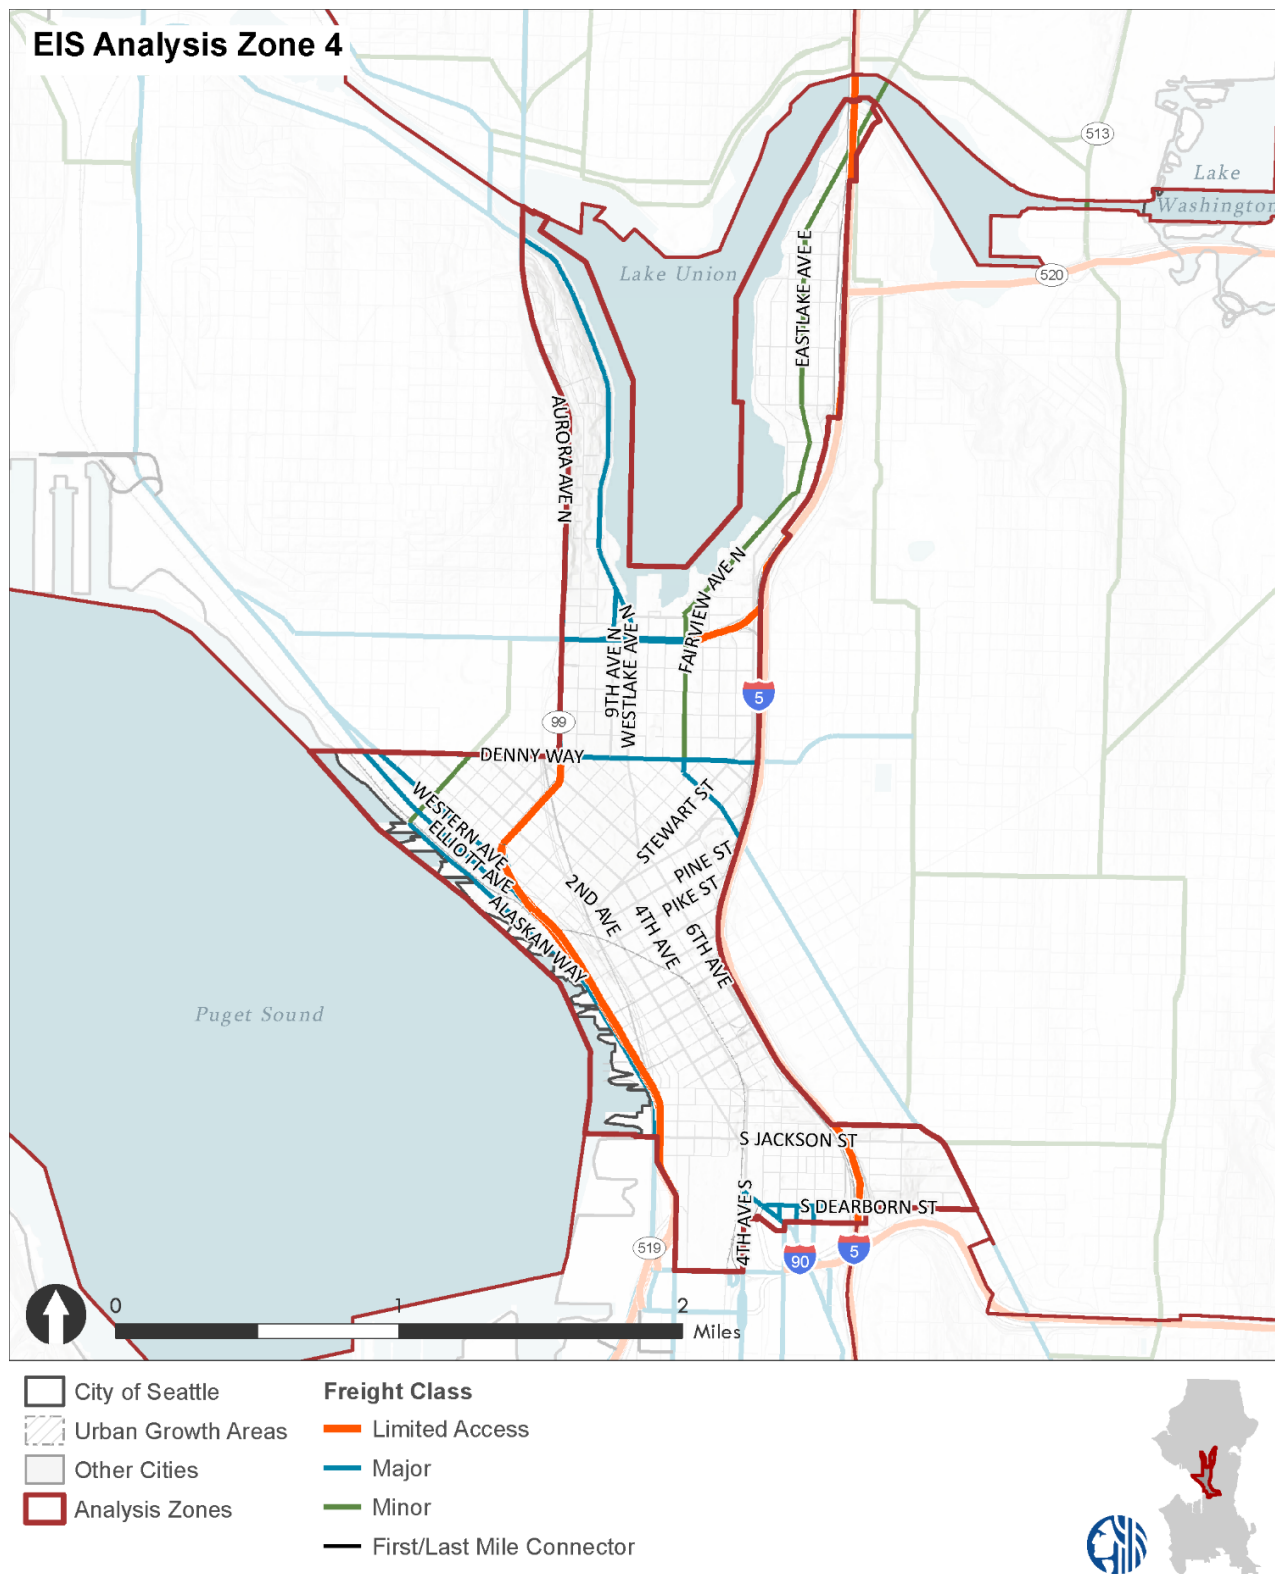 EIS Analysis Zone 4
513
Lake
Washington
Lake Union
520
EASTLAKE AVE E
AURORA AVE N
FAIRVIEW AVE N
9TH AVE N
WESTLAKE AVE N
5
99
DENNY WAY
WESTERN AVE
ELLIOTT AVE
STEWART ST
PINE ST
PIKE ST
2ND AVE
4TH AVE
6TH AVE
ALASKAN WAY
Puget Sound
S JACKSON ST
4TH AVE S
S DEARBORN ST
519
90
5
0
1
2
Miles
City of Seattle
Urban Growth Areas
Other Cities
Analysis Zones
Freight Class
Limited Access
Major
Minor
First/Last Mile Connector